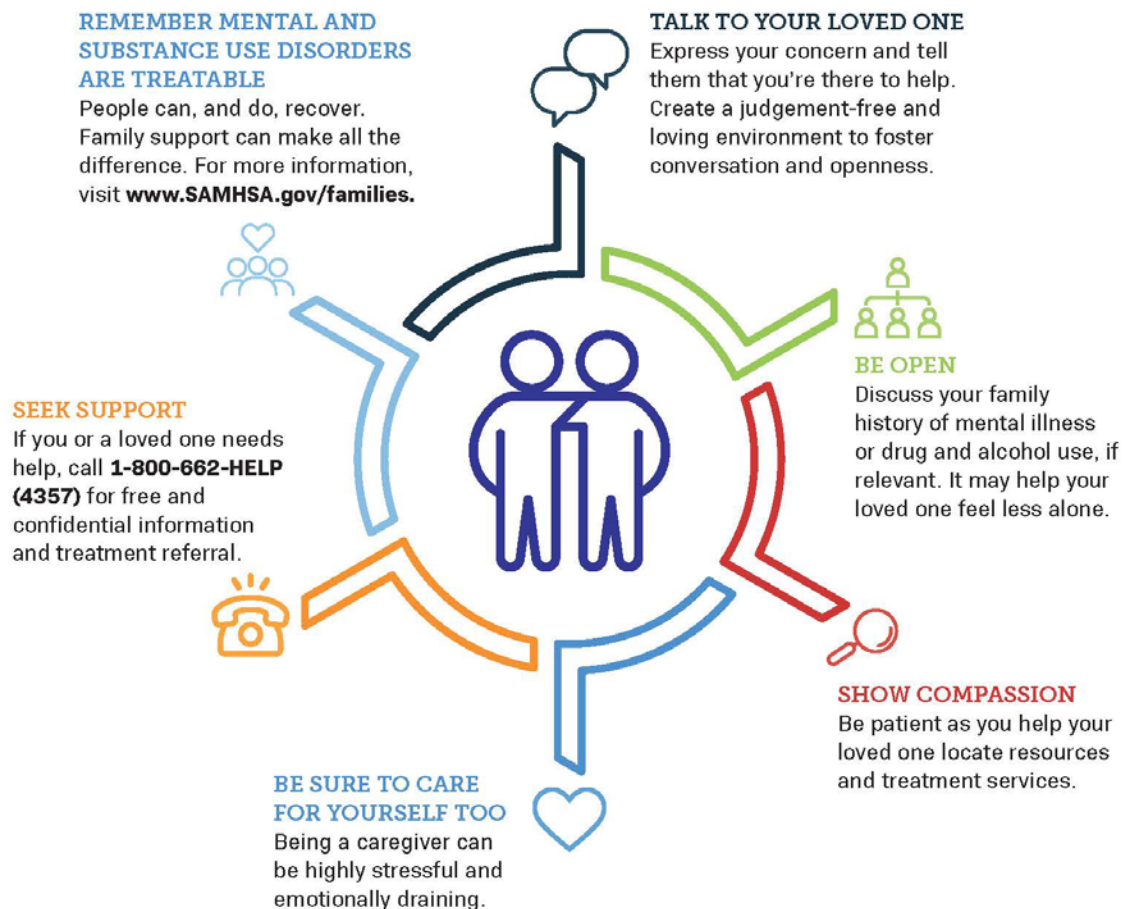 REMEMBER MENTAL AND
SUBSTANCE USE DISORDERS
ARE TREATABLE
People can, and do, recover.
Family support can make all the
difference. For more information,
visit www.SAMHSA.gov/families.
TALK TO YOUR LOVED ONE
Express your concern and tell
them that you're there to help.
Create a judgement-free and
loving environment to foster
conversation and openness.
BE OPEN
Discuss your family
history of mental illness
or drug and alcohol use, if
relevant. It may help your
loved one feel less alone.
SEEK SUPPORT
If you or a loved one needs
help, call 1-800-662-HELP
(4357) for free and
confidential information
and treatment referral.
SHOW COMPASSION
Be patient as you help your
loved one locate resources
and treatment services.
BE SURE TO CARE
FOR YOURSELF TOO
Being a caregiver can
be highly stressful and
emotionally draining.